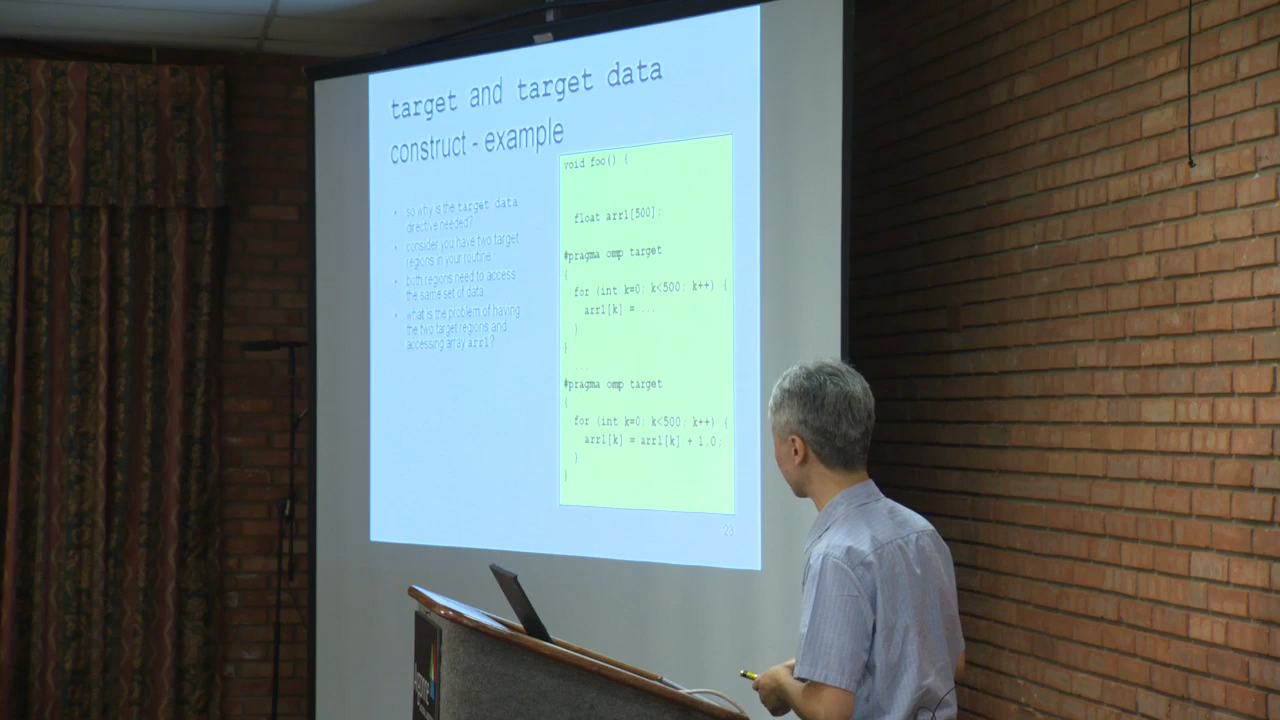 target and target data
construct - example
• so why is the target data
directive needed?
• consider you have two target
regions in your routine
• both regions need to access
the same set of data
• what is the problem of having
the two target regions and
accessing array arr1?
void foo() {
float arr1[500];
#pragma omp target
{
for (int k=0; k<500; k++) {
arr1[k] = ...
}
}
...
#pragma omp target
{
for (int k=0; k<500; k++) {
arr1[k] = arr1[k] + 1.0;
}
}
23